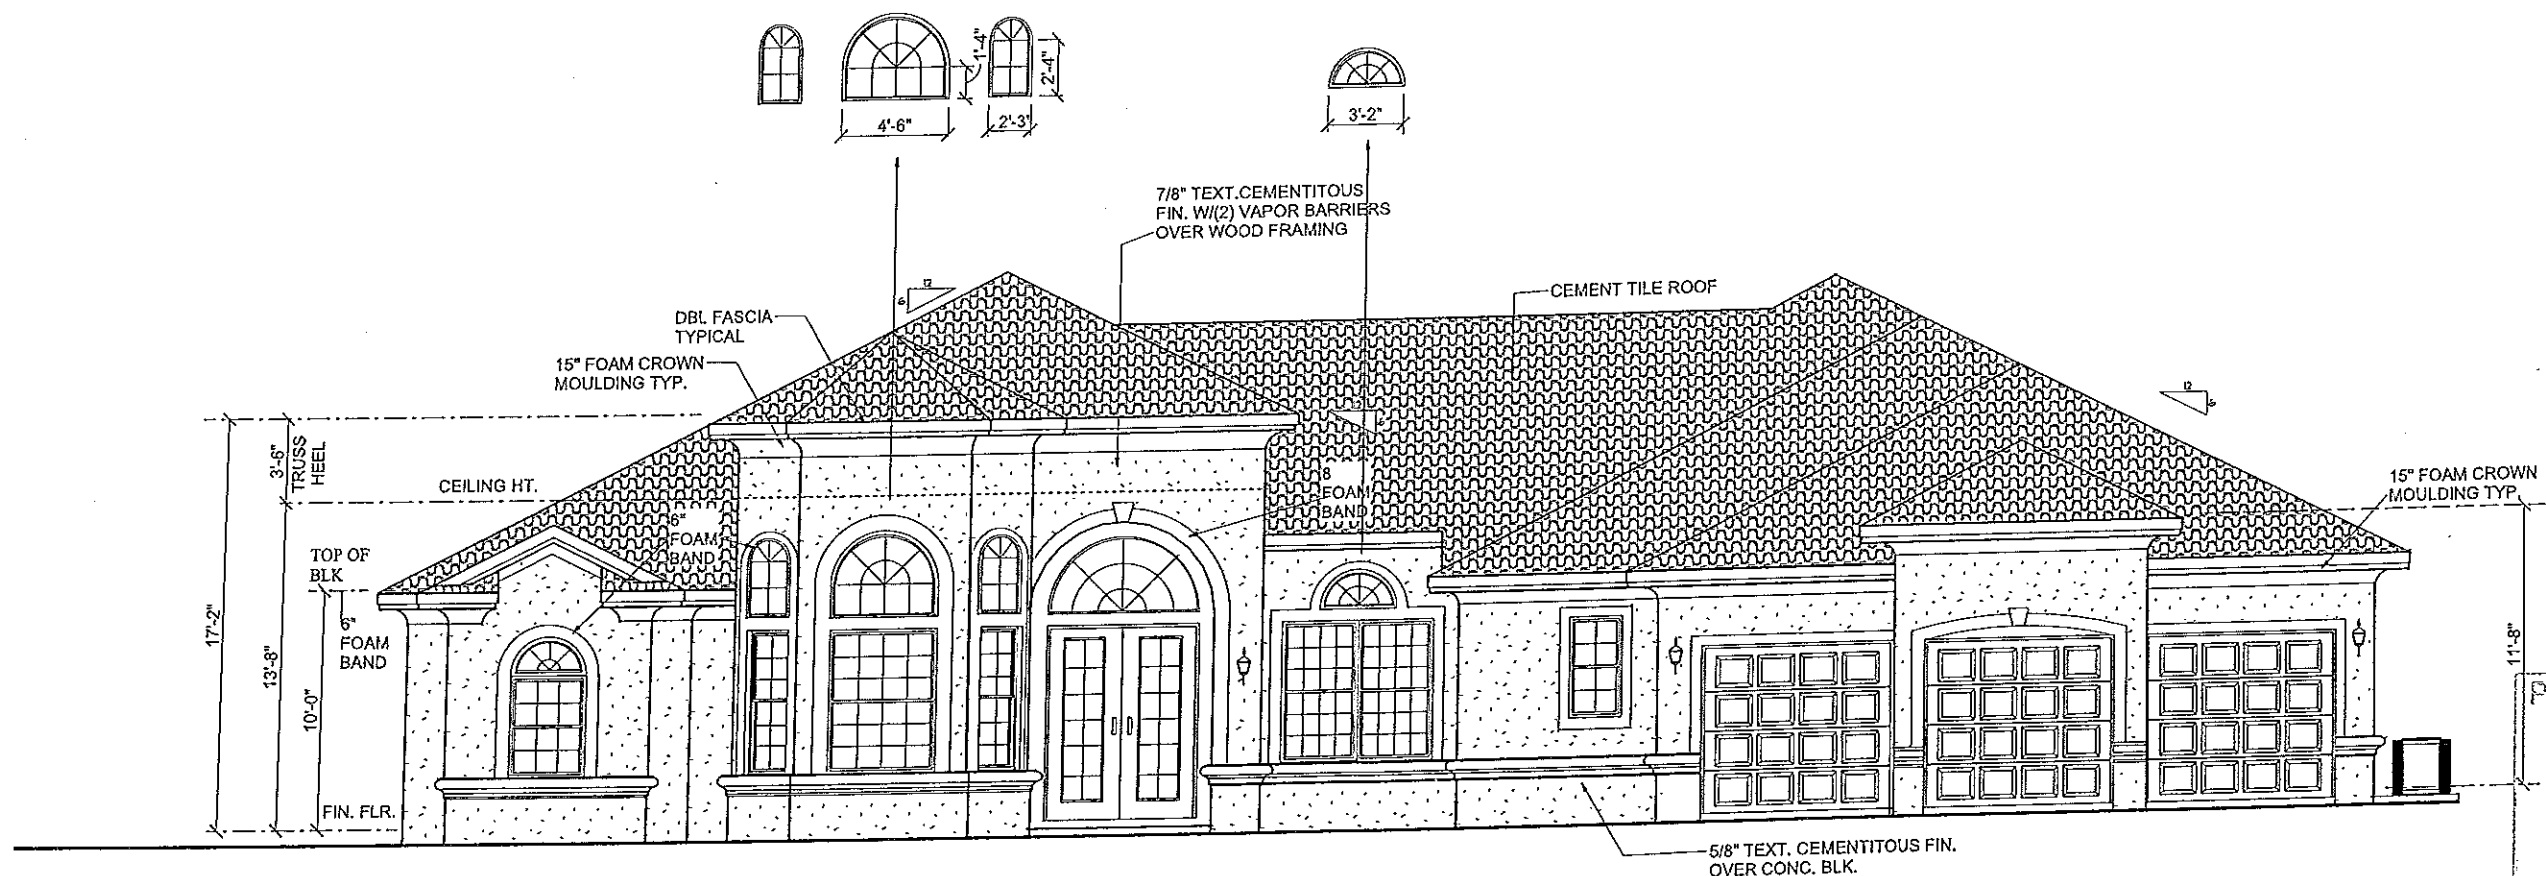 1'-4"
2'-4"
4'-6"
2'-3"
3'-2"
7/8" TEXT.CEMENTITOUS
FIN. W/(2) VAPOR BARRIERS
OVER WOOD FRAMING
12
6
CEMENT TILE ROOF
DBL FASCIA
TYPICAL
15" FOAM CROWN
MOULDING TYP.
12
6
3'-6"
TRUSS
HEEL
CEILING HT.
8
FOAM
BAND
15" FOAM CROWN
MOULDING TYP.
6"
FOAM
BAND
TOP OF
BLK
6"
FOAM
BAND
17'-2"
13'-8"
10'-0"
11'-8"
FIN. FLR.
5/8" TEXT. CEMENTITOUS FIN.
OVER CONC. BLK.